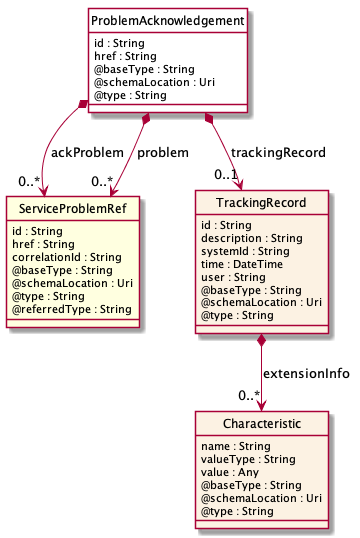 ProblemAcknowledgement
id : String
href : String
@baseType : String
@schemaLocation : Uri
@type : String
ackProblem
problem
trackingRecord
0..*
0..*
0..1
ServiceProblemRef
id : String
href : String
correlationId : String
@baseType : String
@schemaLocation : Uri
@type : String
@referredType : String
TrackingRecord
id : String
description : String
systemId : String
time : DateTime
user : String
@baseType : String
@schemaLocation : Uri
@type : String
extensionInfo
0..*
Characteristic
name : String
valueType : String
value : Any
@baseType : String
@schemaLocation : Uri
@type : String